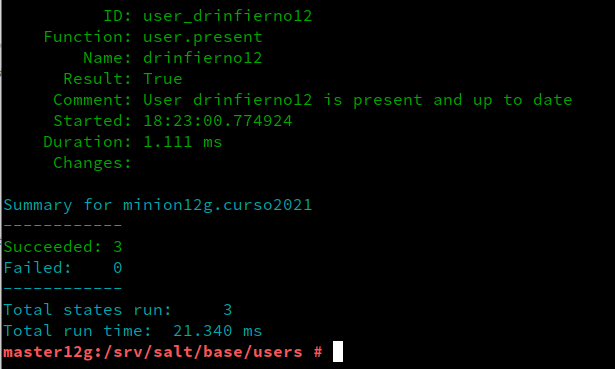 ID: user_drinfierno12
Function: user.present
Name: drinfierno12
Result: True
Comment: User drinfierno12 is present and up to date
Started: 18:23:00.774924
Duration: 1.111 ms
Changes:
Summary for minion12g.curso2021
------------
Succeeded: 3
Failed:    0
------------
Total states run:     3
Total run time:  21.340 ms
master12g:/srv/salt/base/users #